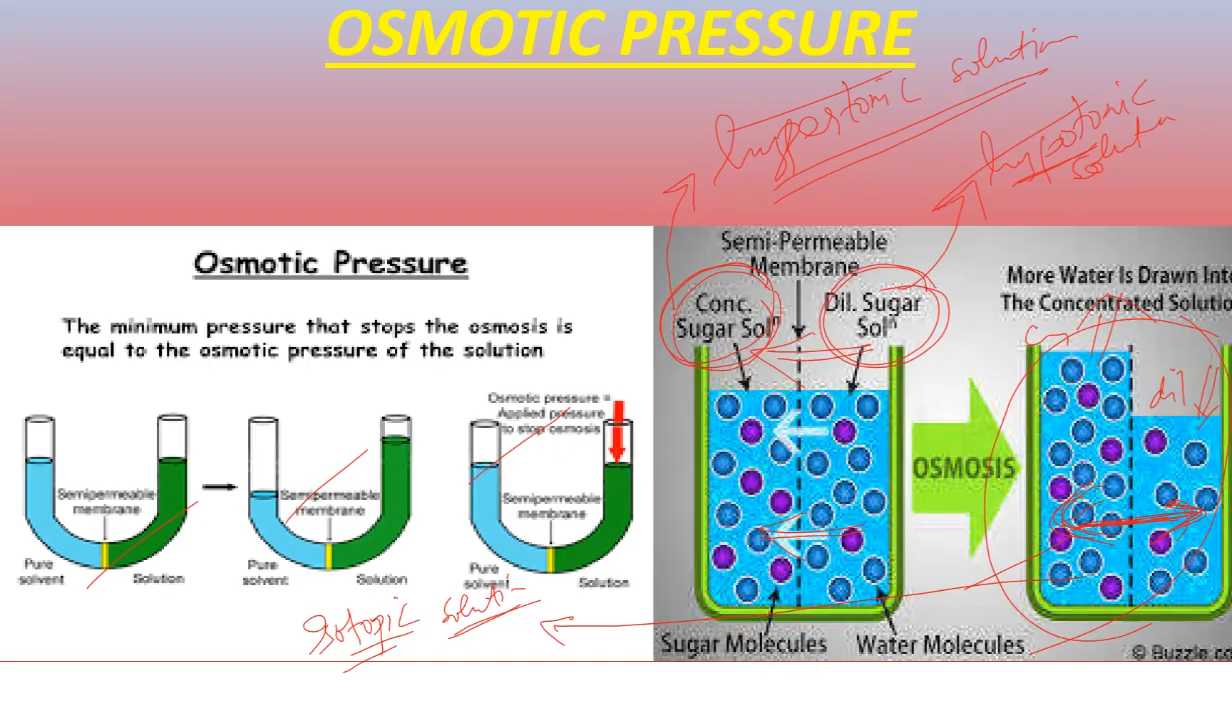 OSMOTIC PRESSURE
hypertonic solution
hypotonic
solution
Osmotic Pressure
The minimum pressure that stops the osmosis is
equal to the osmotic pressure of the solution
Osmotic pressure =
Applied pressure
to stop osmosis
Semipermeable
membrane
Semipermeable
membrane
Semipermeable
membrane
Pure
solvent
Solution
Pure
solvent
Solution
Pure
solvent
Solution
Isotopic solutin
Semi-Permeable
Membrane
Conc.
Sugar Solⁿ
Dil. Sugar
Solⁿ
More Water Is Drawn Into
The Concentrated Solution
dil
OSMOSIS
Sugar Molecules
Water Molecules
© Buzzle.co